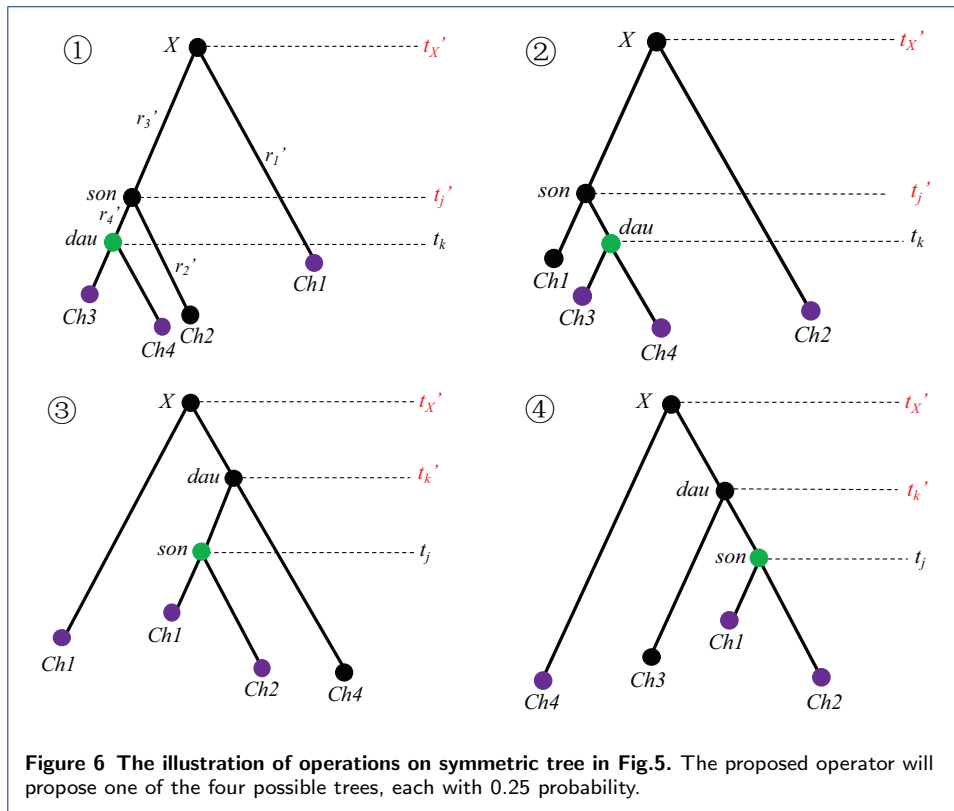 ①
X
t_X'
r_3'
r_1'
son
t_j'
r_4'
dau
t_k
r_2'
Ch1
Ch3
Ch4
Ch2
②
X
t_X'
son
t_j'
dau
t_k
Ch1
Ch3
Ch4
Ch2
③
X
t_X'
dau
t_k'
son
t_j
Ch1
Ch1
Ch2
Ch4
④
X
t_X'
dau
t_k'
son
t_j
Ch1
Ch3
Ch4
Ch2
Figure 6 The illustration of operations on symmetric tree in Fig.5. The proposed operator will
propose one of the four possible trees, each with 0.25 probability.